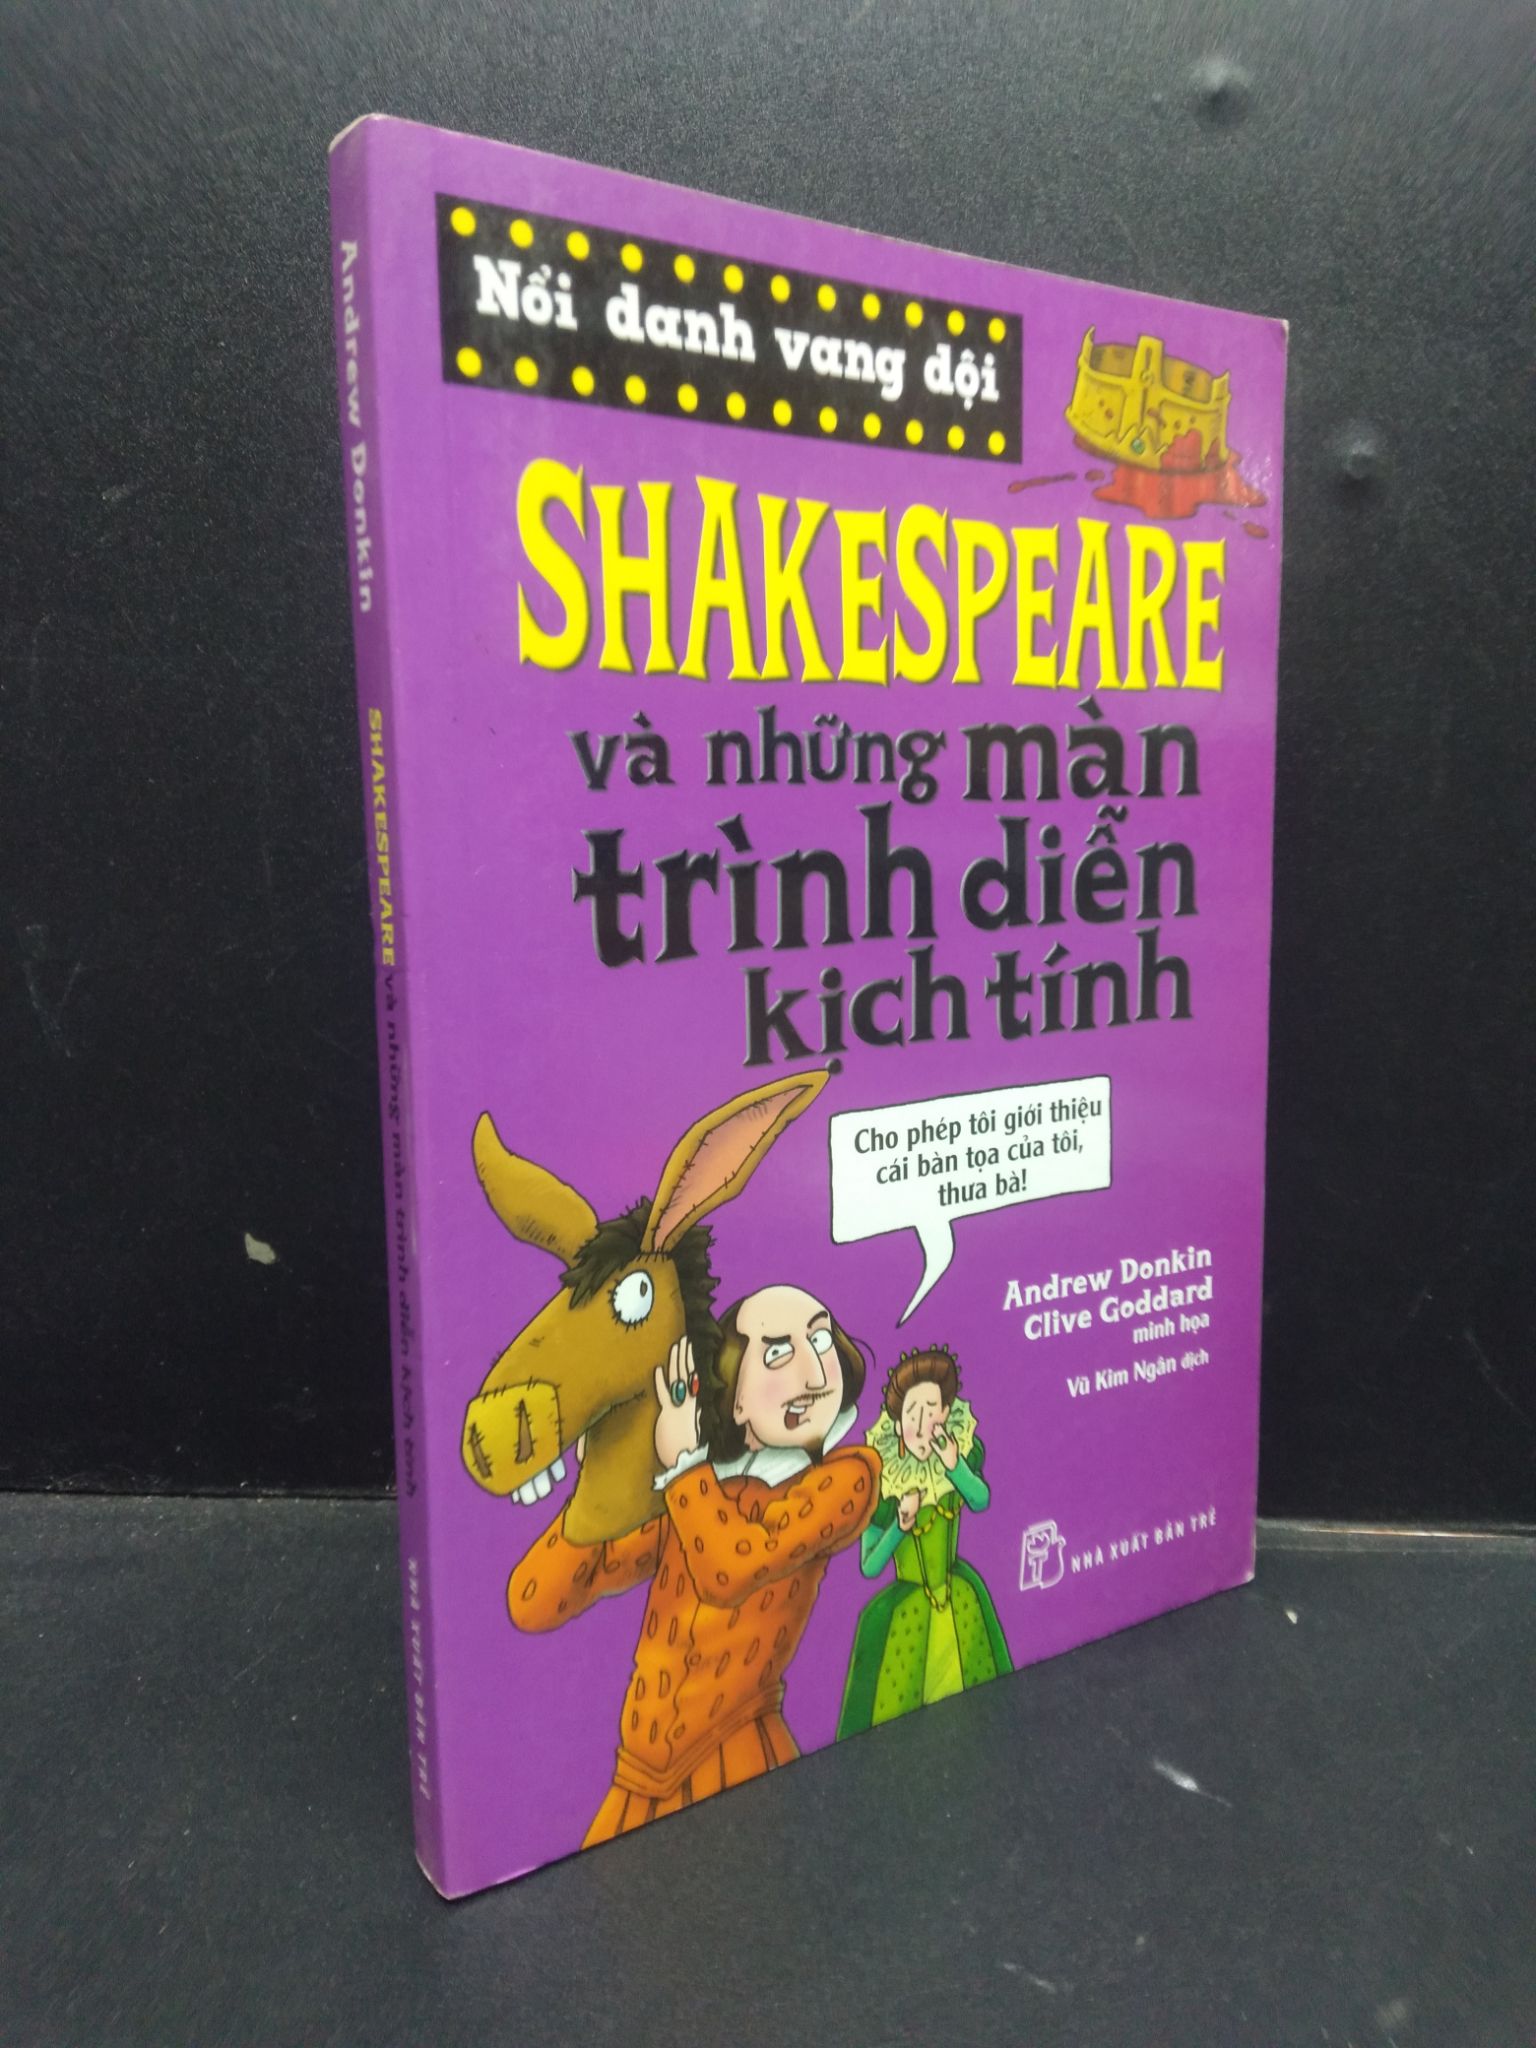 Nổi danh vang dội
SHAKESPEARE
và những màn
trình diễn
kịch tính
Cho phép tôi giới thiệu
cái bàn tọa của tôi,
thưa bà!
Andrew Donkin
Clive Goddard
minh họa
Vũ Kim Ngân dịch
NHÀ XUẤT BẢN TRẺ
Andrew Donkin SHAKESPEARE và những màn trình diễn kịch tính NHÀ XUẤT BẢN TRẺ